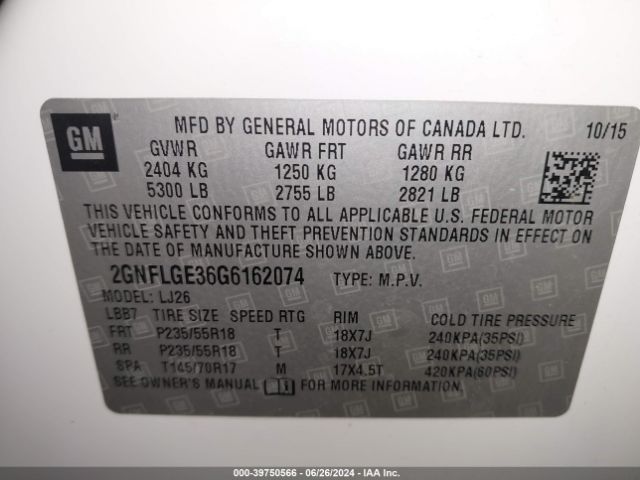 GM
MFD BY GENERAL MOTORS OF CANADA LTD. 10/15
GVWR GAWR FRT GAWR RR
2404 KG 1250 KG 1280 KG
5300 LB 2755 LB 2821 LB
THIS VEHICLE CONFORMS TO ALL APPLICABLE U.S. FEDERAL MOTOR
VEHICLE SAFETY AND THEFT PREVENTION STANDARDS IN EFFECT ON
THE DATE OF MANUFACTURE SHOWN ABOVE.
2GNFLGE36G6162074 TYPE: M.P.V.
MODEL: LJ26
LBB7 TIRE SIZE SPEED RTG RIM COLD TIRE PRESSURE
FRT P235/55R18 T 18X7J 240KPA(35PSI)
RR P235/55R18 T 18X7J 240KPA(35PSI)
SPA T145/70R17 M 17X4.5T 420KPA(60PSI)
SEE OWNER'S MANUAL FOR MORE INFORMATION.
000-39750566 - 06/26/2024 - IAA Inc.